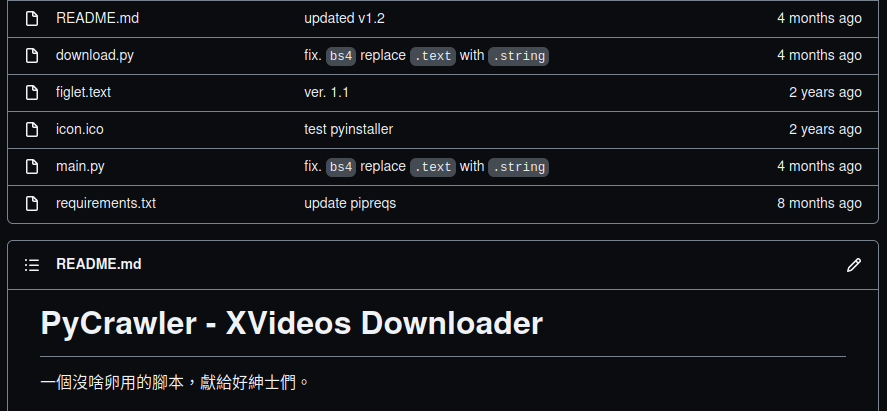 README.md updated v1.2 4 months ago
download.py fix. bs4 replace .text with .string 4 months ago
figlet.text ver. 1.1 2 years ago
icon.ico test pyinstaller 2 years ago
main.py fix. bs4 replace .text with .string 4 months ago
requirements.txt update pipreqs 8 months ago
README.md
PyCrawler - XVideos Downloader
一個沒啥卵用的腳本，獻給好紳士們。